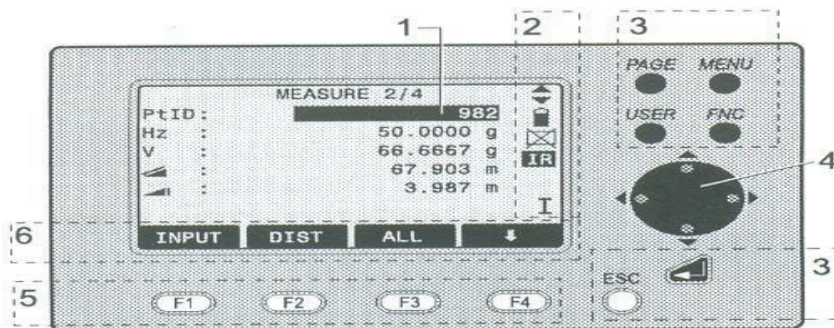 1
2
3
PAGE MENU
USER FNC
MEASURE 2/4
PtID: 982
Hz : 50.0000 g
V : 66.6667 g
: 67.903 m
: 3.987 m
IR
I
4
6
INPUT DIST ALL
5
F1 F2 F3 F4
ESC
3